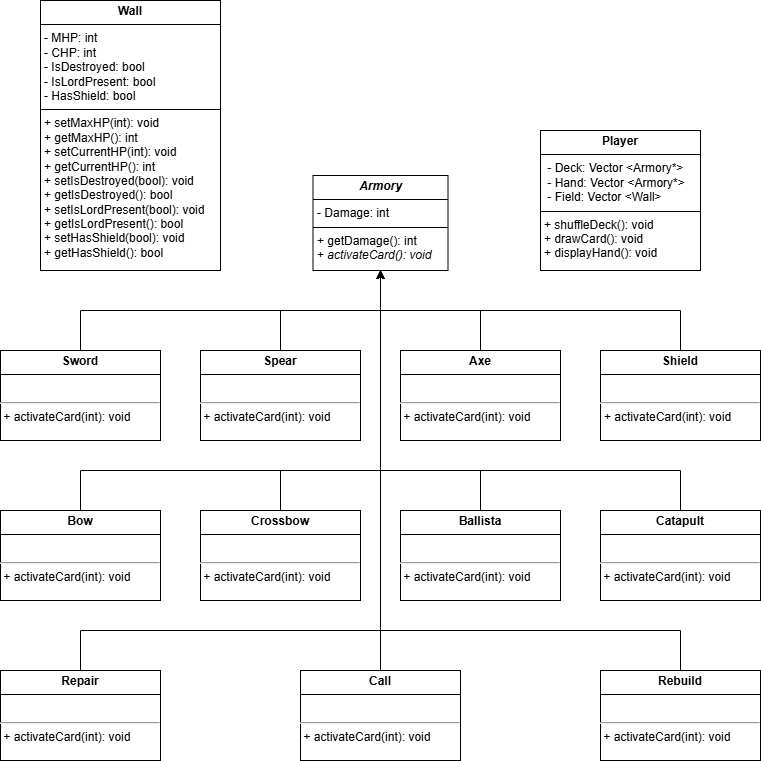 Wall
- MHP: int
- CHP: int
- IsDestroyed: bool
- IsLordPresent: bool
- HasShield: bool
+ setMaxHP(int): void
+ getMaxHP(): int
+ setCurrentHP(int): void
+ getCurrentHP(): int
+ setIsDestroyed(bool): void
+ getIsDestroyed(): bool
+ setIsLordPresent(bool): void
+ getIsLordPresent(): bool
+ setHasShield(bool): void
+ getHasShield(): bool
Armory
- Damage: int
+ getDamage(): int
+ activateCard(): void
Player
- Deck: Vector <Armory*>
- Hand: Vector <Armory*>
- Field: Vector <Wall>
+ shuffleDeck(): void
+ drawCard(): void
+ displayHand(): void
Sword
+ activateCard(int): void
Spear
+ activateCard(int): void
Axe
+ activateCard(int): void
Shield
+ activateCard(int): void
Bow
+ activateCard(int): void
Crossbow
+ activateCard(int): void
Ballista
+ activateCard(int): void
Catapult
+ activateCard(int): void
Repair
+ activateCard(int): void
Call
+ activateCard(int): void
Rebuild
+ activateCard(int): void